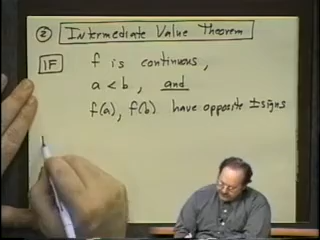 ② Intermediate Value Theorem
IF f is continuous,
a < b, and
f(a), f(b) have opposite ± signs